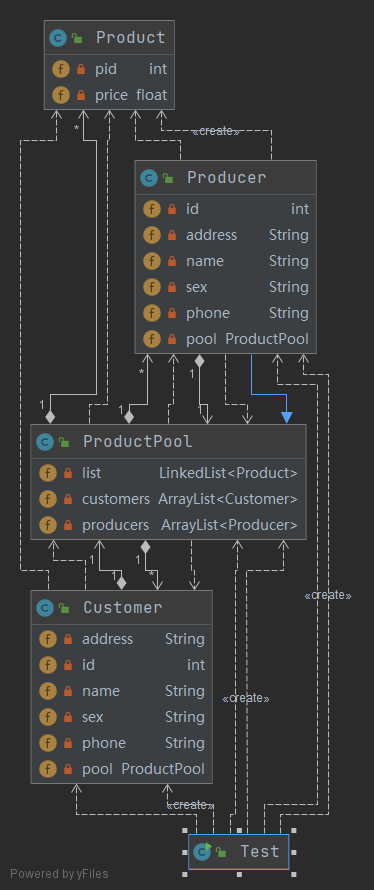 Product
pid int
price float
*
«create»
Producer
id int
address String
name String
sex String
phone String
pool ProductPool
1
*
1
1
ProductPool
list LinkedList<Product>
customers ArrayList<Customer>
producers ArrayList<Producer>
1
1
*
«create»
Customer
address String
id int
name String
sex String
phone String
pool ProductPool
«create»
«create»
Test
Powered by yFiles